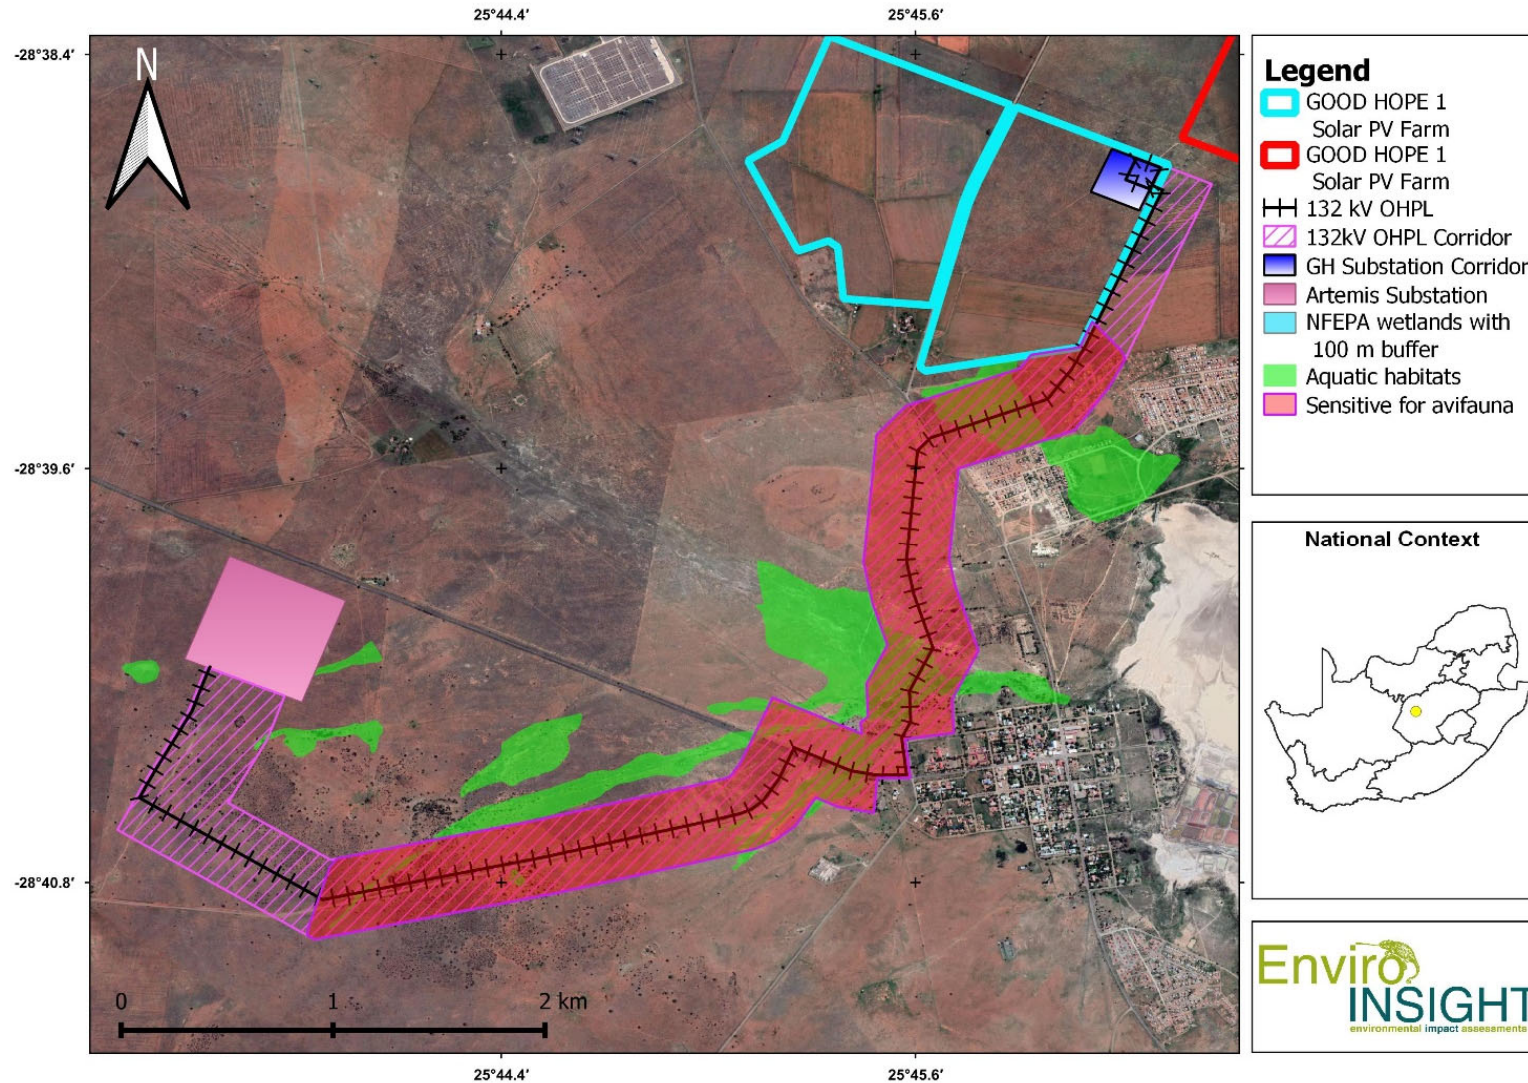 25°44.4'
25°45.6'
-28°38.4'
-28°39.6'
-28°40.8'
N
0 1 2 km
25°44.4'
25°45.6'
Legend
GOOD HOPE 1
Solar PV Farm
GOOD HOPE 1
Solar PV Farm
132 kV OHPL
132kV OHPL Corridor
GH Substation Corridor
Artemis Substation
NFEPA wetlands with
100 m buffer
Aquatic habitats
Sensitive for avifauna
National Context
Enviro
INSIGHT
environmental impact assessments